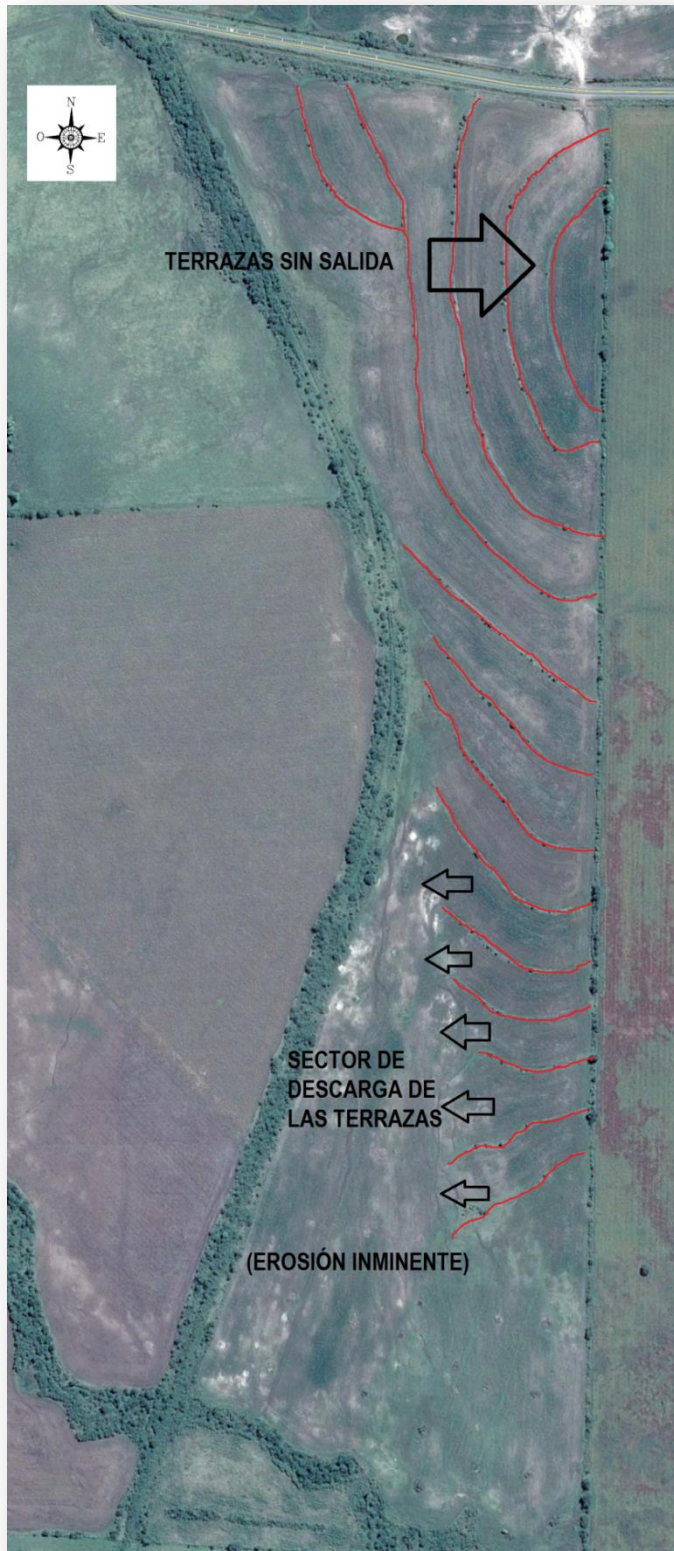 N
O E
S
TERRAZAS SIN SALIDA
SECTOR DE
DESCARGA DE
LAS TERRAZAS
(EROSIÓN INMINENTE)